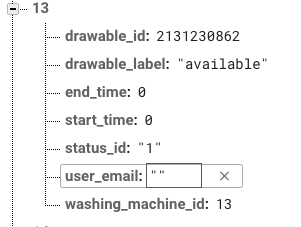 13
drawable_id: 2131230862
drawable_label: "available"
end_time: 0
start_time: 0
status_id: "1"
user_email: "" ×
washing_machine_id: 13